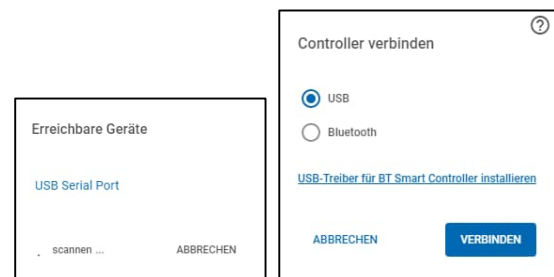 Erreichbare Geräte
USB Serial Port
scannen ...
ABBRECHEN
Controller verbinden
USB
Bluetooth
USB-Treiber für BT Smart Controller installieren
ABBRECHEN
VERBINDEN